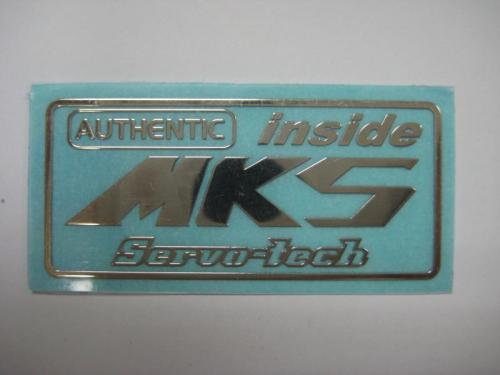 AUTHENTIC inside
MKS
Servo-tech